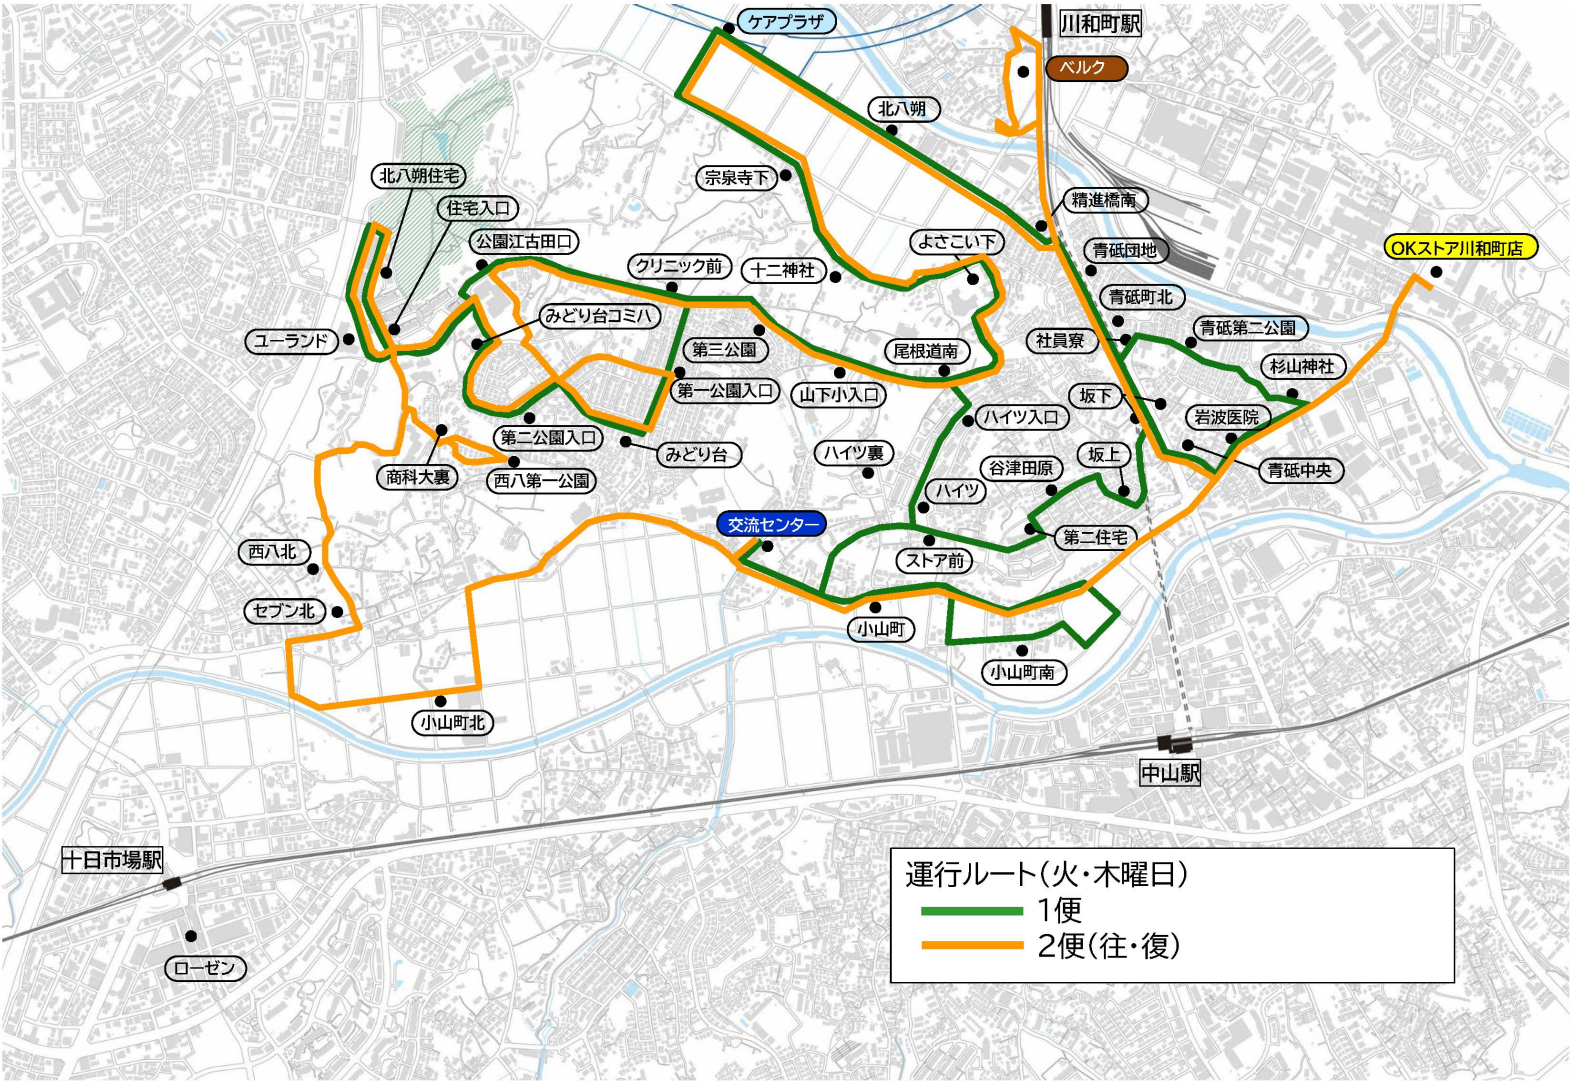 ケアプラザ
川和町駅
ベルク
北八朔
北八朔住宅
宗泉寺下
住宅入口
精進橋南
公園江古田口
よさこい下
青砥団地
OKストア川和町店
クリニック前
十二神社
青砥町北
みどり台コミハ
青砥第二公園
ユーランド
社員寮
第三公園
尾根道南
杉山神社
第一公園入口
山下小入口
坂下
ハイツ入口
岩波医院
第二公園入口
みどり台
ハイツ裏
坂上
谷津田原
青砥中央
商科大裏
西八第一公園
ハイツ
交流センター
第二住宅
西八北
ストア前
セブン北
小山町
小山町南
小山町北
中山駅
十日市場駅
ローゼン
運行ルート(火・木曜日)
1便
2便(往・復)